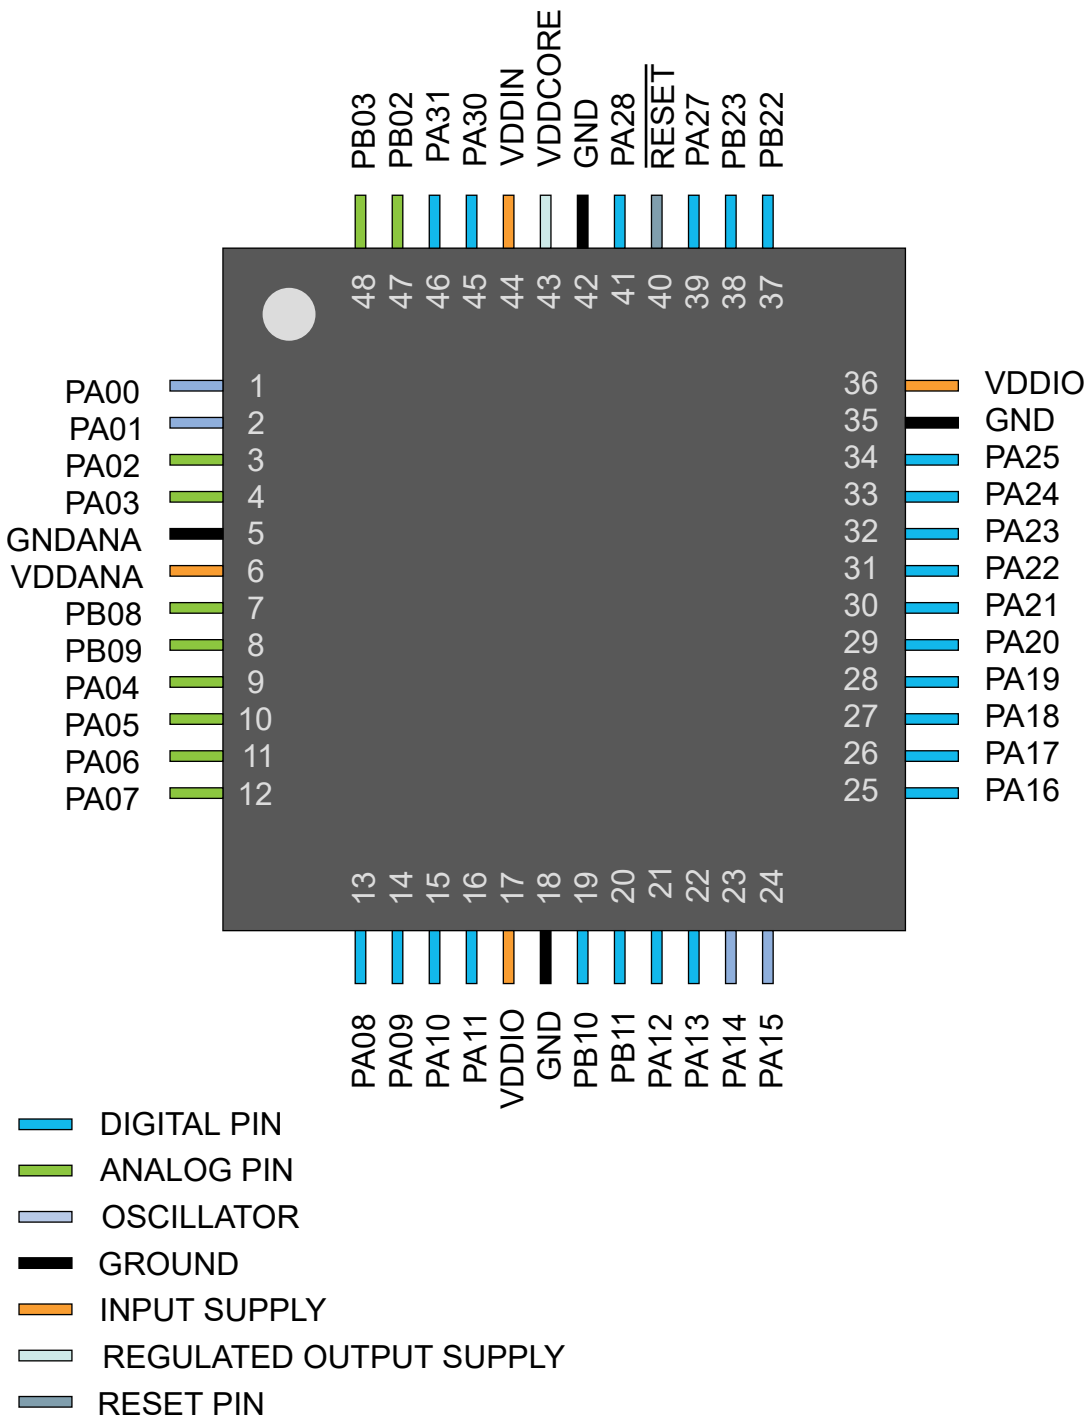 PB03
PB02
PA31
PA30
VDDIN
VDDCORE
GND
PA28
RESET
PA27
PB23
PB22
48
47
46
45
44
43
42
41
40
39
38
37
PA00 1
PA01 2
PA02 3
PA03 4
GNDANA 5
VDDANA 6
PB08 7
PB09 8
PA04 9
PA05 10
PA06 11
PA07 12
36 VDDIO
35 GND
34 PA25
33 PA24
32 PA23
31 PA22
30 PA21
29 PA20
28 PA19
27 PA18
26 PA17
25 PA16
13
14
15
16
17
18
19
20
21
22
23
24
PA08
PA09
PA10
PA11
VDDIO
GND
PB10
PB11
PA12
PA13
PA14
PA15
DIGITAL PIN
ANALOG PIN
OSCILLATOR
GROUND
INPUT SUPPLY
REGULATED OUTPUT SUPPLY
RESET PIN